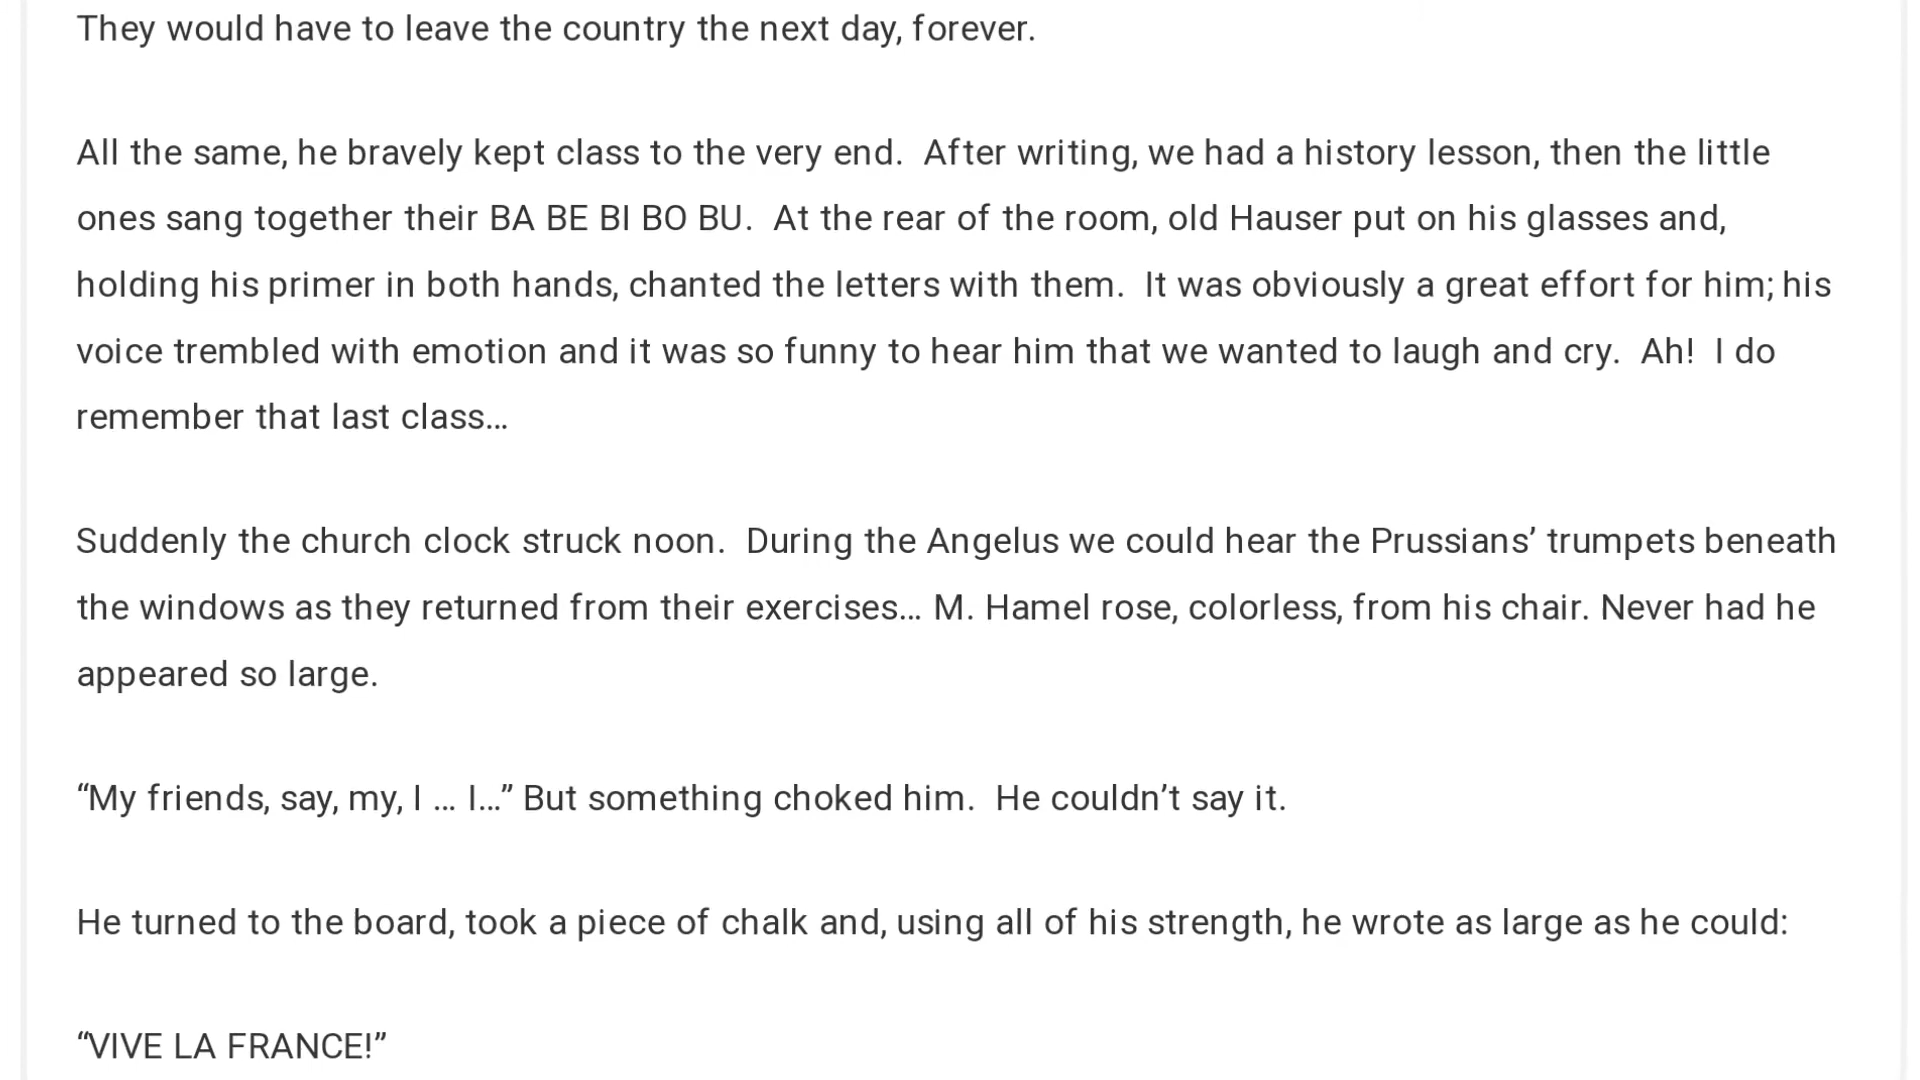 They would have to leave the country the next day, forever.
All the same, he bravely kept class to the very end.  After writing, we had a history lesson, then the little
ones sang together their BA BE BI BO BU.  At the rear of the room, old Hauser put on his glasses and,
holding his primer in both hands, chanted the letters with them.  It was obviously a great effort for him; his
voice trembled with emotion and it was so funny to hear him that we wanted to laugh and cry.  Ah!  I do
remember that last class…
Suddenly the church clock struck noon.  During the Angelus we could hear the Prussians’ trumpets beneath
the windows as they returned from their exercises… M. Hamel rose, colorless, from his chair. Never had he
appeared so large.
“My friends, say, my, I … I…” But something choked him.  He couldn’t say it.
He turned to the board, took a piece of chalk and, using all of his strength, he wrote as large as he could:
“VIVE LA FRANCE!”